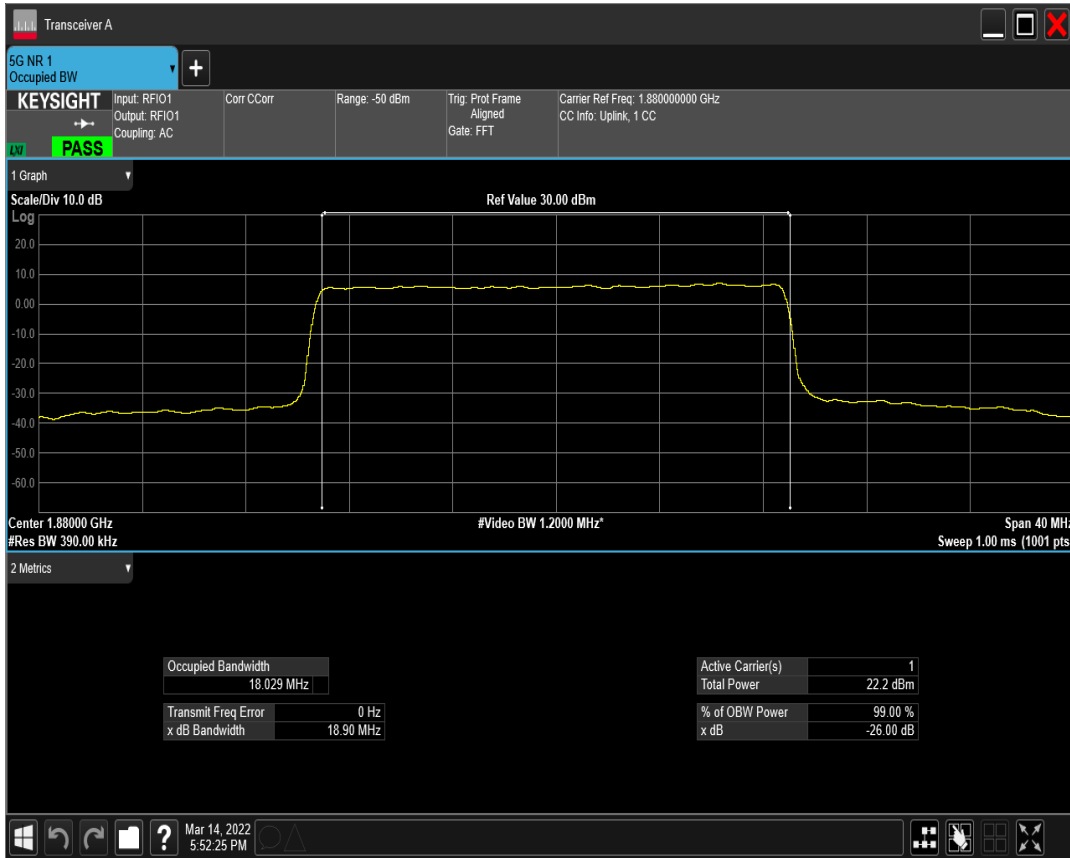 Transceiver A
5G NR 1
Occupied BW
KEYSIGHT
LXI
PASS
Input: RFIO1
Output: RFIO1
Coupling: AC
Corr CCorr
Range: -50 dBm
Trig: Prot Frame
Aligned
Gate: FFT
Carrier Ref Freq: 1.880000000 GHz
CC Info: Uplink, 1 CC
1 Graph
Scale/Div 10.0 dB
Ref Value 30.00 dBm
Log
20.0
10.0
0.00
-10.0
-20.0
-30.0
-40.0
-50.0
-60.0
Center 1.88000 GHz
#Video BW 1.2000 MHz*
Span 40 MHz
#Res BW 390.00 kHz
Sweep 1.00 ms (1001 pts
2 Metrics
Occupied Bandwidth
18.029 MHz
Transmit Freq Error 0 Hz
x dB Bandwidth 18.90 MHz
Active Carrier(s) 1
Total Power 22.2 dBm
% of OBW Power 99.00 %
x dB -26.00 dB
?
Mar 14, 2022
5:52:25 PM